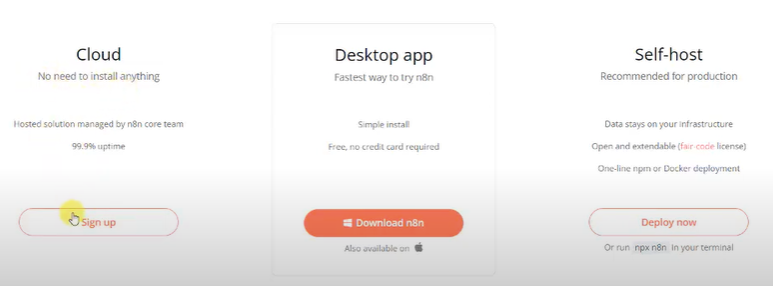 Cloud
No need to install anything
Hosted solution managed by n8n core team
99.9% uptime
Sign up
Desktop app
Fastest way to try n8n
Simple install
Free, no credit card required
Download n8n
Also available on
Self-host
Recommended for production
Data stays on your infrastructure
Open and extendable (fair code license)
One-line npm or Docker deployment
Deploy now
Or run npx n8n In your terminal